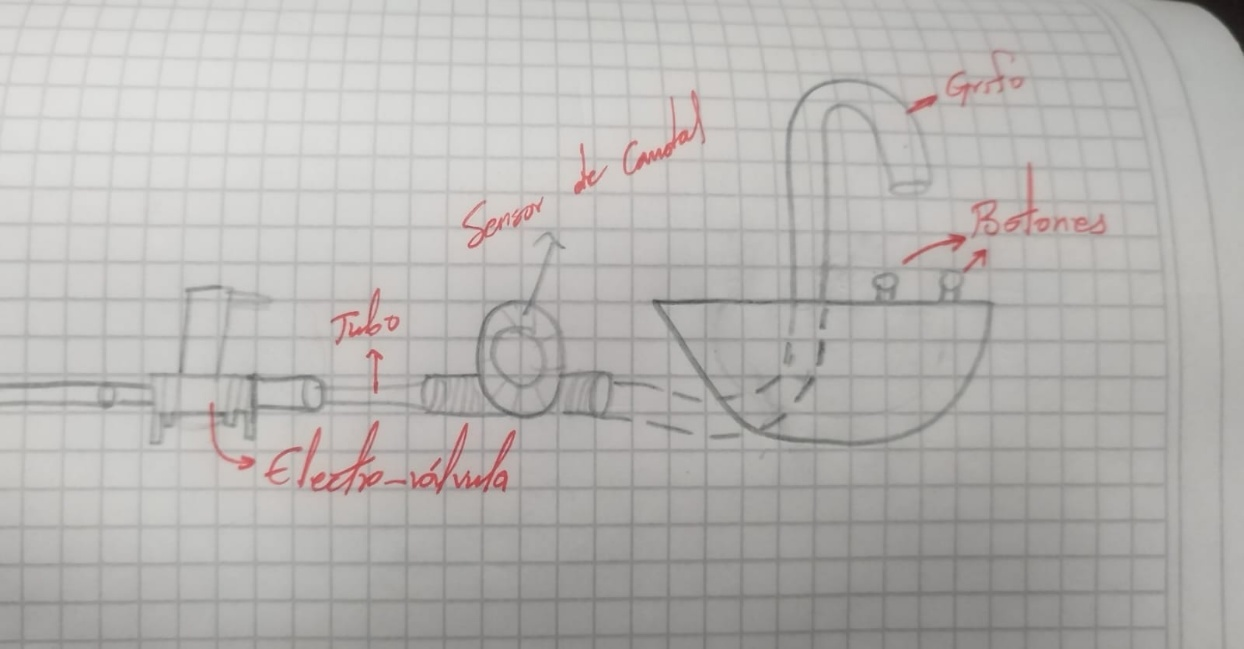 Grifo
Sensor de Caudal
Botones
Tubo
Electro-válvula